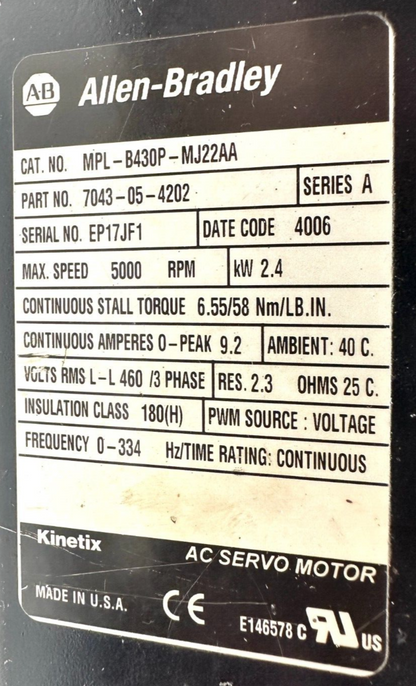 A-B Allen-Bradley
CAT. NO. MPL-B430P-MJ22AA
PART NO. 7043-05-4202 SERIES A
SERIAL NO. EP17JF1 DATE CODE 4006
MAX. SPEED 5000 RPM kW 2.4
CONTINUOUS STALL TORQUE 6.55/58 Nm/LB.IN.
CONTINUOUS AMPERES 0-PEAK 9.2 AMBIENT: 40 C.
VOLTS RMS L-L 460 /3 PHASE RES. 2.3 OHMS 25 C.
INSULATION CLASS 180(H) PWM SOURCE : VOLTAGE
FREQUENCY 0-334 Hz/TIME RATING: CONTINUOUS
Kinetix AC SERVO MOTOR
MADE IN U.S.A. CE E146578 C RU US